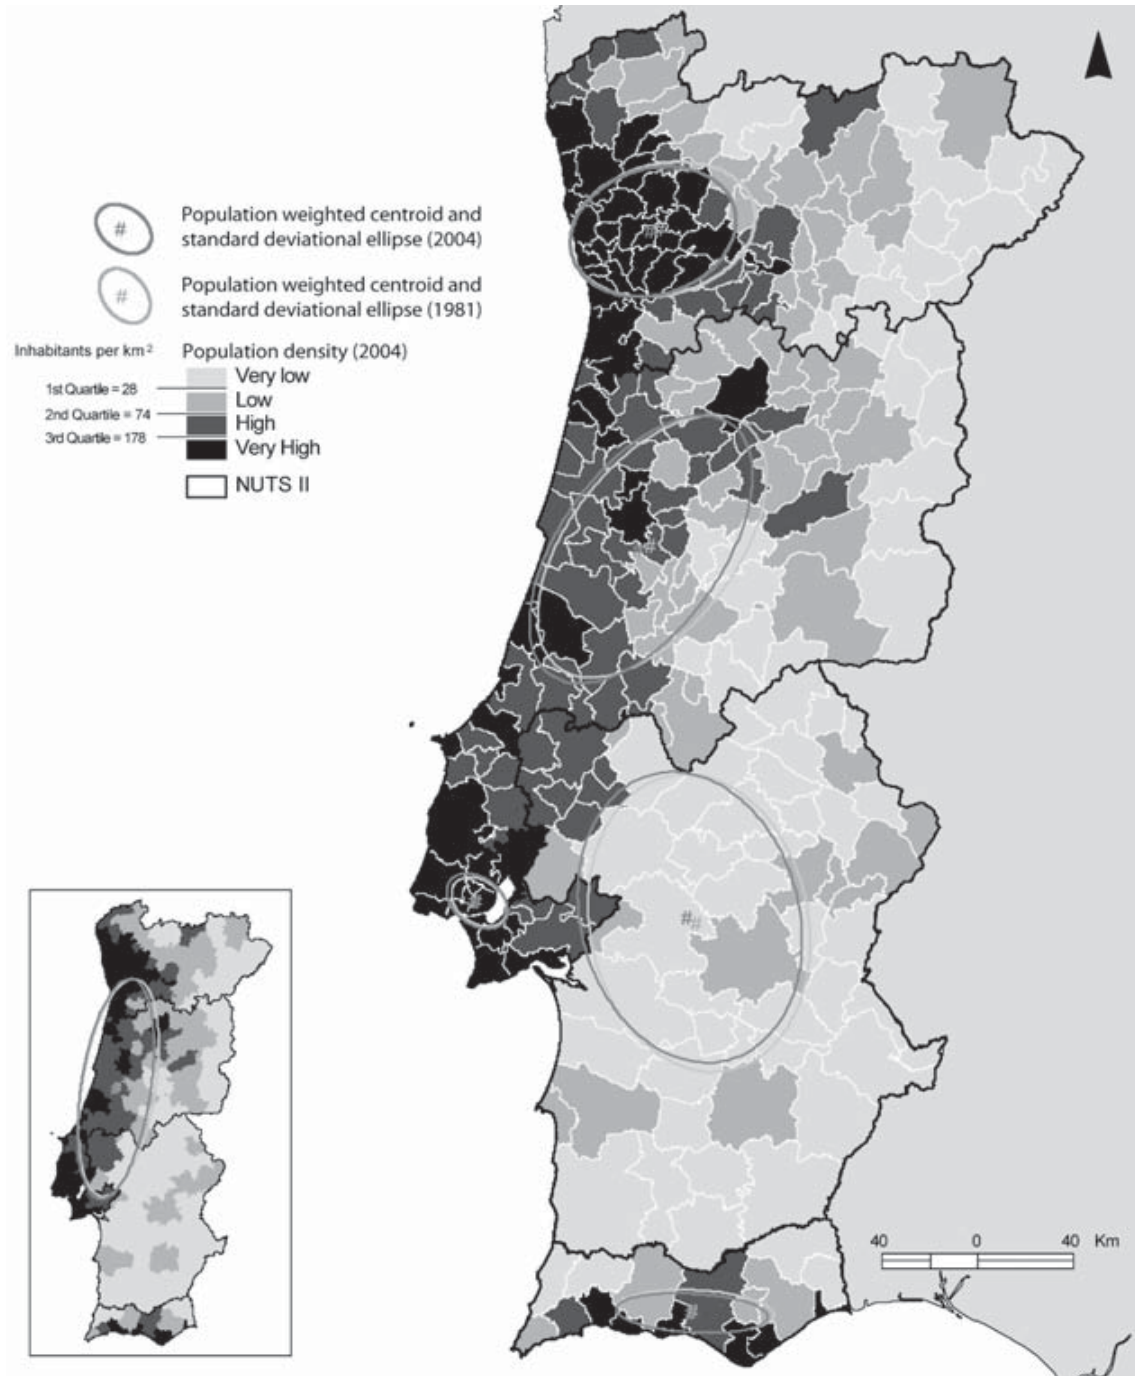 #
Population weighted centroid and
standard deviational ellipse (2004)
#
Population weighted centroid and
standard deviational ellipse (1981)
Inhabitants per km²
Population density (2004)
Very low
1st Quartile = 28
Low
2nd Quartile = 74
High
3rd Quartile = 178
Very High
NUTS II
##
##
##
#
#
40 0 40 Km